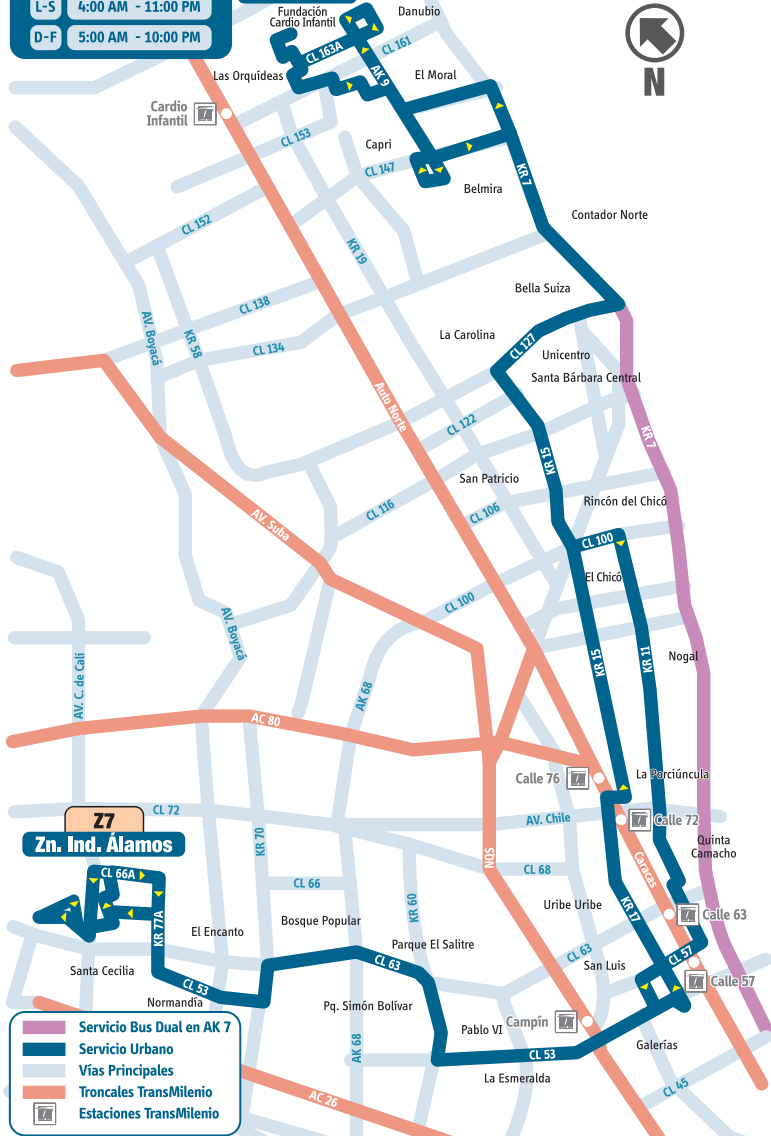 L-S 4:00 AM - 11:00 PM
D-F 5:00 AM - 10:00 PM
Fundación
Cardio Infantil
Danubio
CL 163A
CL 161
AK 9
Las Orquídeas
El Moral
N
Cardio
Infantil
CL 153
Capri
CL 147
KR 7
Belmira
CL 152
Contador Norte
KR 19
Bella Suiza
CL 138
AV. Boyacá
KR 58
CL 134
La Carolina
CL 127
Unicentro
Santa Bárbara Central
Auto Norte
CL 122
KR 7
KR 15
San Patricio
Rincón del Chicó
CL 116
CL 106
AV. Suba
CL 100
El Chicó
CL 100
AV. Boyacá
KR 15
KR 11
Nogal
AV. C. de Cali
AK 68
AC 80
Calle 76
La Porciúncula
CL 72
AV. Chile
Calle 72
Z7
Zn. Ind. Álamos
KR 70
NQS
Quinta
Camacho
CL 66A
CL 66
CL 68
Caracas
KR 60
KR 77A
Uribe Uribe
KR 17
Calle 63
Bosque Popular
El Encanto
Parque El Salitre
CL 63
CL 57
CL 63
San Luis
Santa Cecilia
CL 53
Calle 57
Normandía
Pq. Simón Bolívar
Campín
Pablo VI
Galerías
AK 68
CL 53
La Esmeralda
CL 45
AC 26
Servicio Bus Dual en AK 7
Servicio Urbano
Vías Principales
Troncales TransMilenio
Estaciones TransMilenio